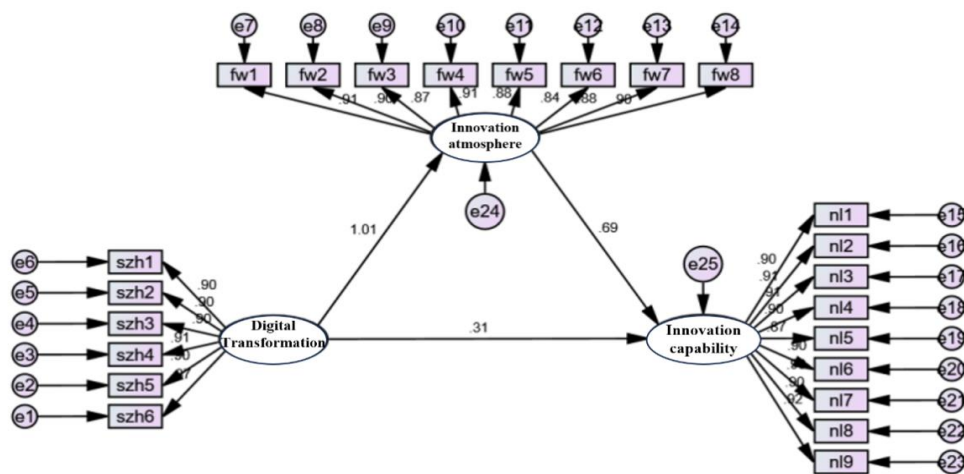 e7 e8 e9 e10 e11 e12 e13 e14
fw1 fw2 fw3 fw4 fw5 fw6 fw7 fw8
.91 .90 .87 .91 .88 .84 .88 .90
Innovation
atmosphere
e24
1.01
.69
e6 szh1
e5 szh2
e4 szh3
e3 szh4
e2 szh5
e1 szh6
.90
.90
.90
.91
.90
Digital
Transformation
.31
e25
Innovation
capability
.90
.91
.91
.90
.87
.90
.90
.92
nl1 e15
nl2 e16
nl3 e17
nl4 e18
nl5 e19
nl6 e20
nl7 e21
nl8 e22
nl9 e23